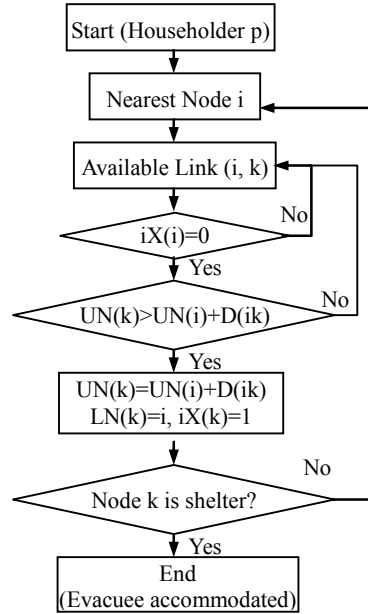 Start (Householder p)
Nearest Node i
Available Link (i, k)
No
iX(i)=0
Yes
No
UN(k)>UN(i)+D(ik)
Yes
UN(k)=UN(i)+D(ik)
LN(k)=i, iX(k)=1
No
Node k is shelter?
Yes
End
(Evacuee accommodated)